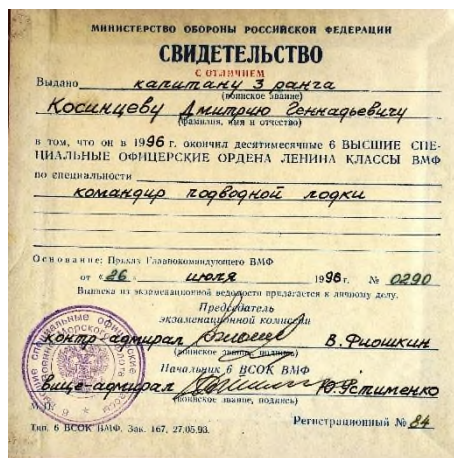 МИНИСТЕРСТВО ОБОРОНЫ РОССИЙСКОЙ ФЕДЕРАЦИИ
СВИДЕТЕЛЬСТВО
С ОТЛИЧИЕМ
Выдано капитану 3 ранга
(воинское звание)
Косинцеву Дмитрию Геннадьевичу
(фамилия, имя и отчество)
в том, что он в 1996 г. окончил десятимесячные 6 ВЫСШИЕ СПЕ-
ЦИАЛЬНЫЕ ОФИЦЕРСКИЕ ОРДЕНА ЛЕНИНА КЛАССЫ ВМФ
по специальности
командир подводной лодки
Основание: Приказ Главнокомандующего ВМФ
от «26» июля 1996 г. № 0290
Выписка из экзаменационной ведомости прилагается к личному делу.
Председатель
экзаменационной комиссии
контр-адмирал В.Фиошкин
(воинское звание, подпись)
Начальник 6 ВСОК ВМФ
вице-адмирал Ю.Устименко
(воинское звание, подпись)
Регистрационный № 84
Тип. 6 ВСОК ВМФ. Зак. 167, 27.05.93.